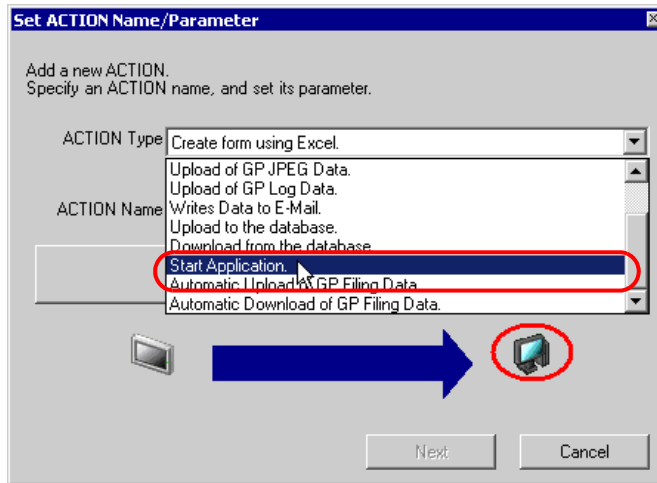 Set ACTION Name/Parameter
Add a new ACTION.
Specify an ACTION name, and set its parameter.
ACTION Type Create form using Excel.
Upload of GP JPEG Data.
Upload of GP Log Data.
ACTION Name Writes Data to E-Mail.
Upload to the database.
Download from the database.
Start Application.
Automatic Upload of GP Filing Data.
Automatic Download of GP Filing Data.
Next Cancel